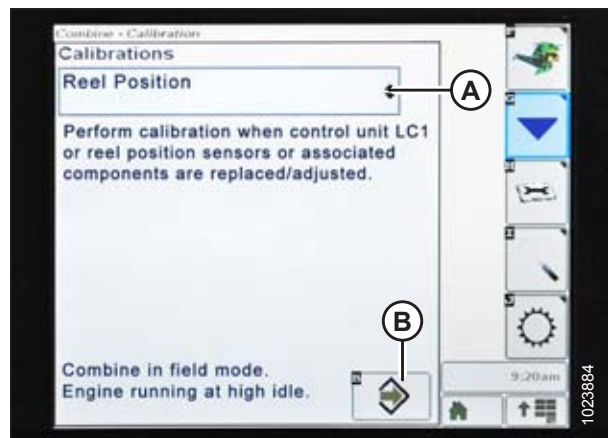 Combine - Calibration
Calibrations
Reel Position
A
Perform calibration when control unit LC1
or reel position sensors or associated
components are replaced/adjusted.
B
Combine in field mode.
Engine running at high idle.
9:20am
1023884